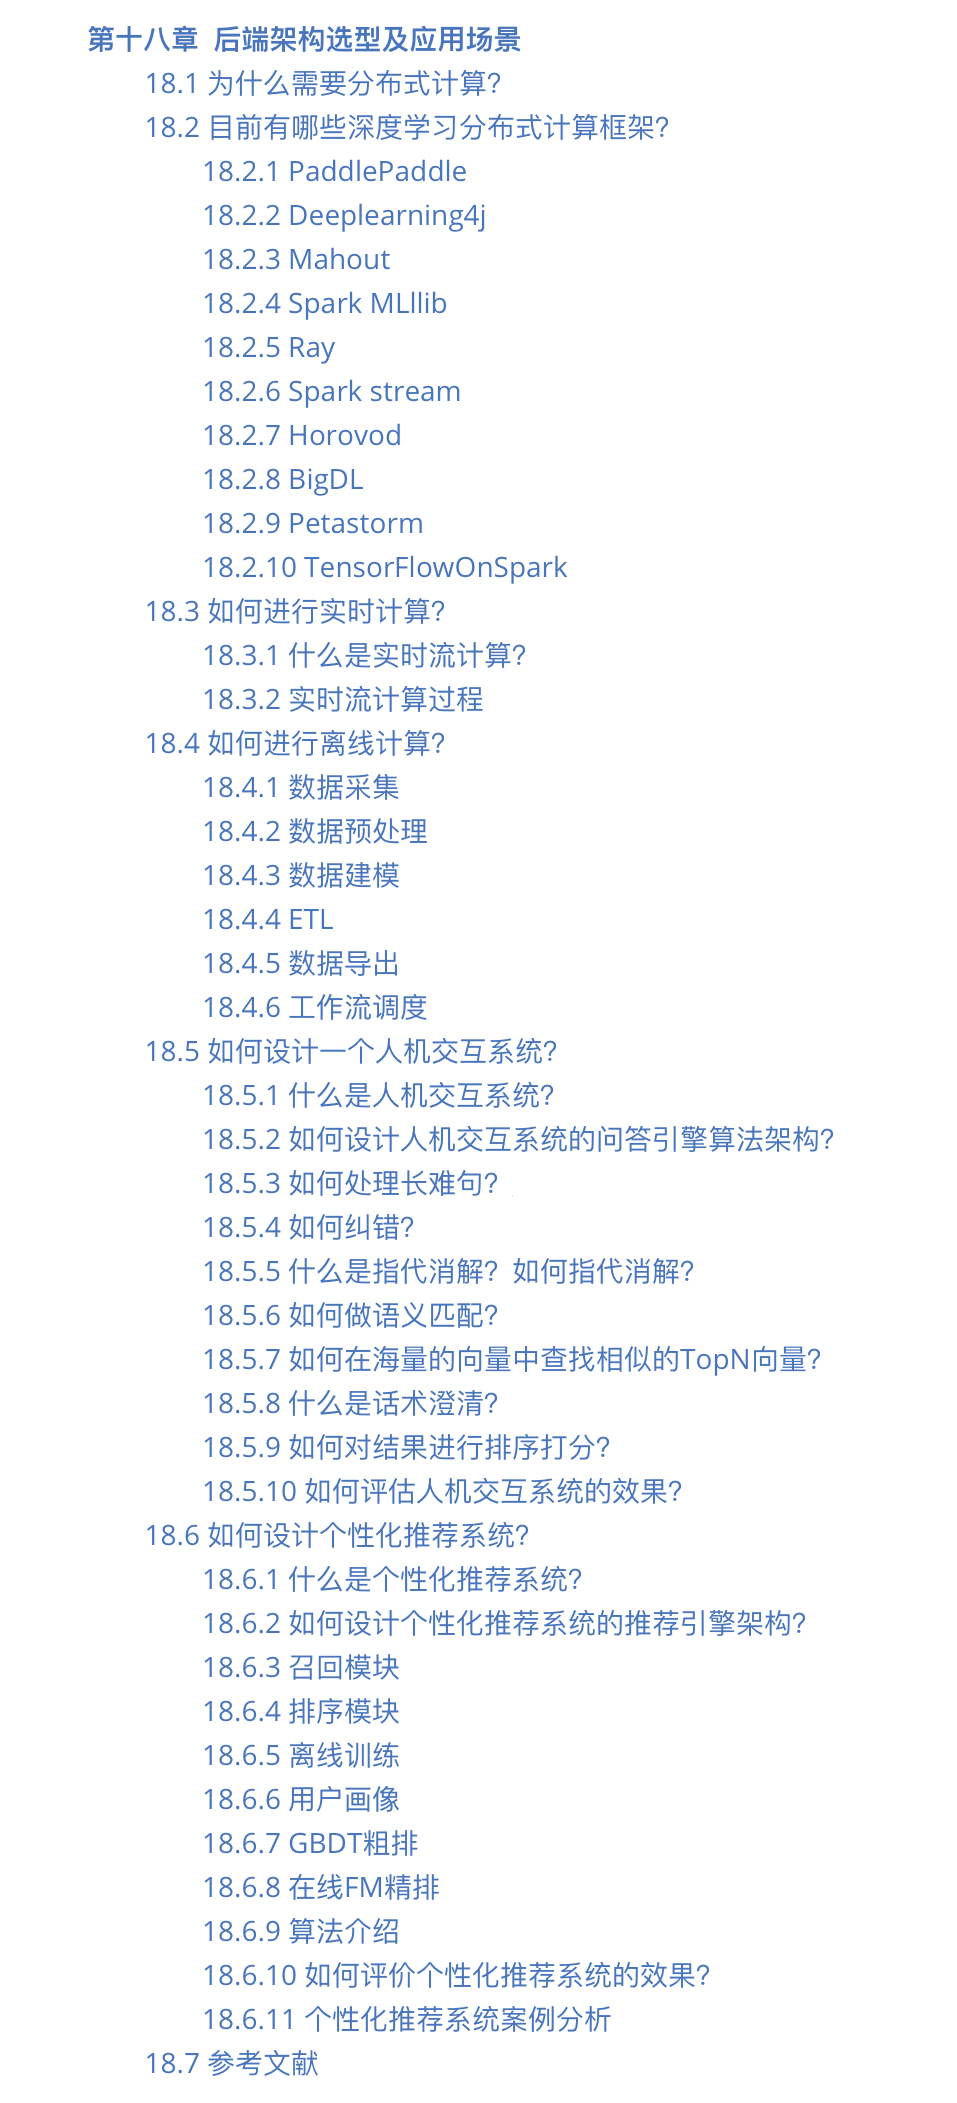 第十八章 后端架构选型及应用场景
18.1 为什么需要分布式计算？
18.2 目前有哪些深度学习分布式计算框架？
18.2.1 PaddlePaddle
18.2.2 Deeplearning4j
18.2.3 Mahout
18.2.4 Spark MLllib
18.2.5 Ray
18.2.6 Spark stream
18.2.7 Horovod
18.2.8 BigDL
18.2.9 Petastorm
18.2.10 TensorFlowOnSpark
18.3 如何进行实时计算？
18.3.1 什么是实时流计算？
18.3.2 实时流计算过程
18.4 如何进行离线计算？
18.4.1 数据采集
18.4.2 数据预处理
18.4.3 数据建模
18.4.4 ETL
18.4.5 数据导出
18.4.6 工作流调度
18.5 如何设计一个人机交互系统？
18.5.1 什么是人机交互系统？
18.5.2 如何设计人机交互系统的问答引擎算法架构？
18.5.3 如何处理长难句？
18.5.4 如何纠错？
18.5.5 什么是指代消解？如何指代消解？
18.5.6 如何做语义匹配？
18.5.7 如何在海量的向量中查找相似的TopN向量？
18.5.8 什么是话术澄清？
18.5.9 如何对结果进行排序打分？
18.5.10 如何评估人机交互系统的效果？
18.6 如何设计个性化推荐系统？
18.6.1 什么是个性化推荐系统？
18.6.2 如何设计个性化推荐系统的推荐引擎架构？
18.6.3 召回模块
18.6.4 排序模块
18.6.5 离线训练
18.6.6 用户画像
18.6.7 GBDT粗排
18.6.8 在线FM精排
18.6.9 算法介绍
18.6.10 如何评价个性化推荐系统的效果？
18.6.11 个性化推荐系统案例分析
18.7 参考文献